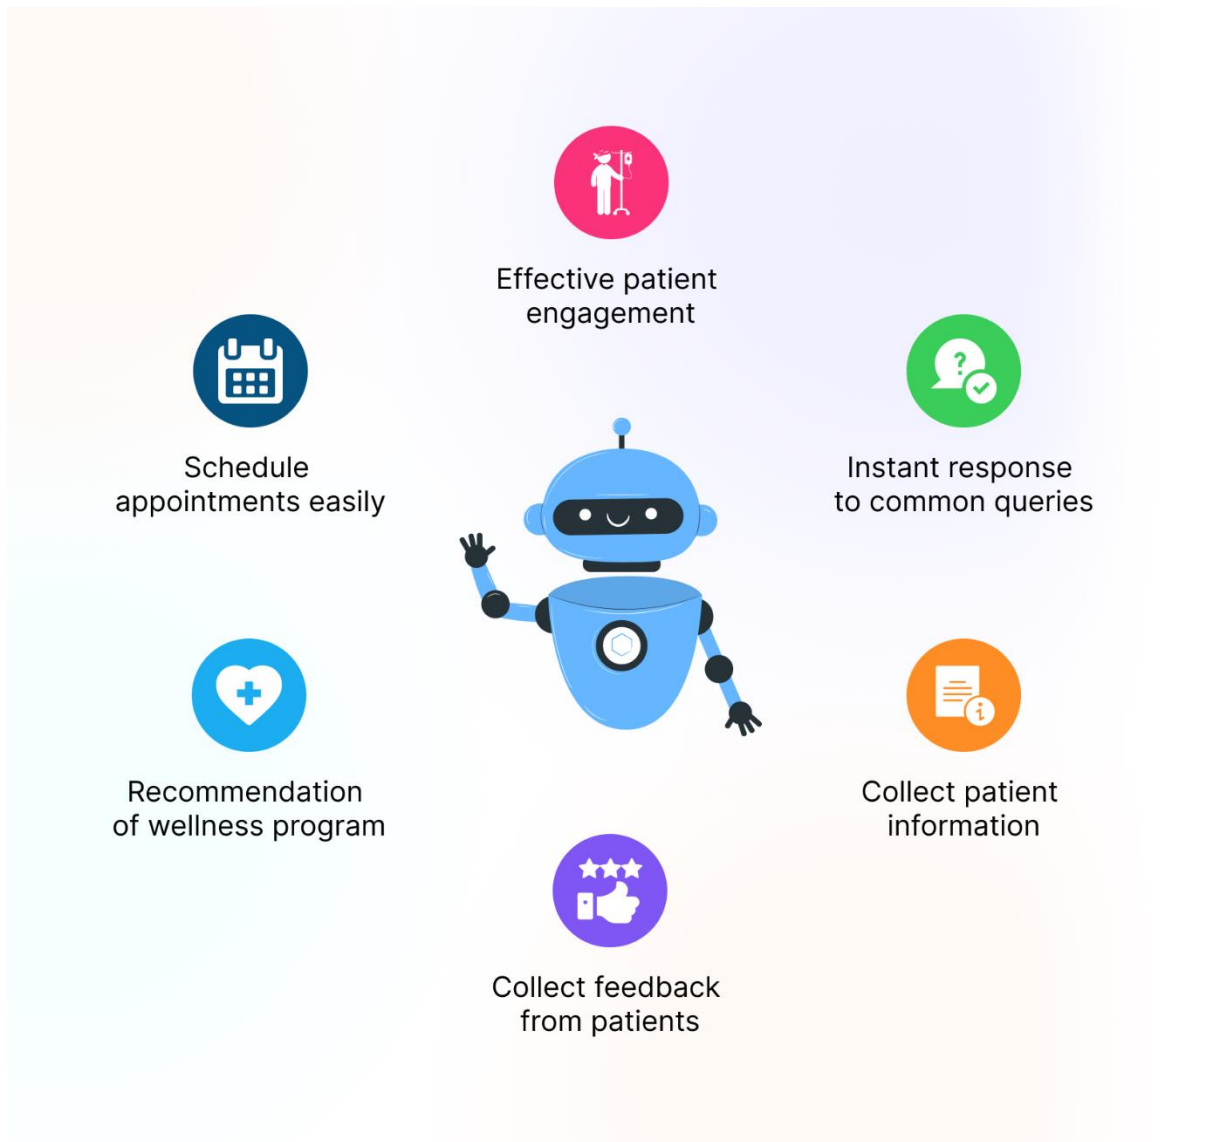 Effective patient
engagement
Schedule
appointments easily
Instant response
to common queries
Recommendation
of wellness program
Collect patient
information
Collect feedback
from patients